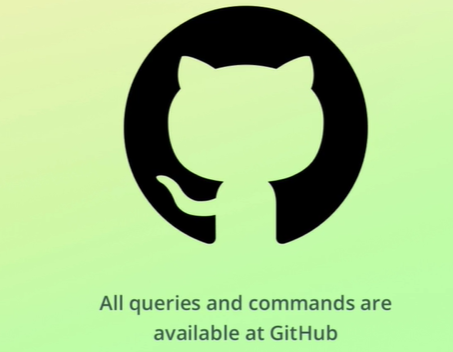 All queries and commands are
available at GitHub